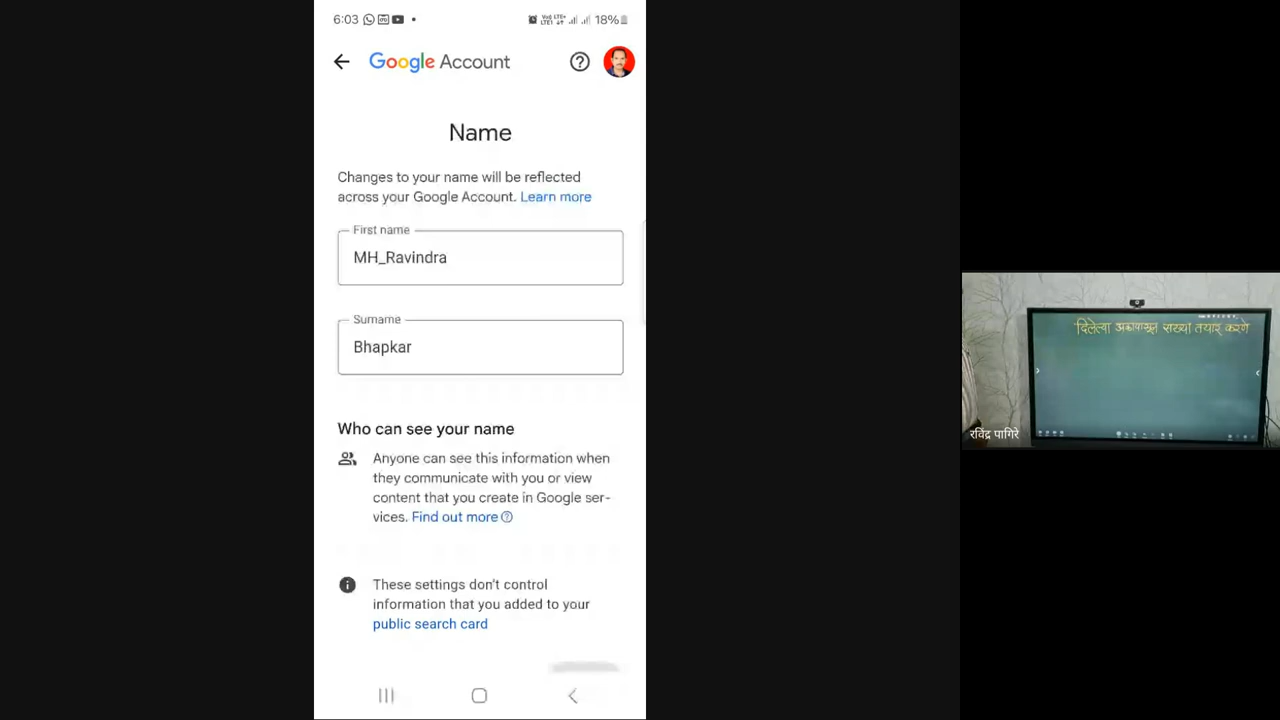 6:03
18%
Google Account
Name
Changes to your name will be reflected
across your Google Account. Learn more
First name
MH_Ravindra
Surname
Bhapkar
Who can see your name
Anyone can see this information when
they communicate with you or view
content that you create in Google ser-
vices. Find out more
These settings don't control
information that you added to your
public search card
दिलेल्या अंकापासून संख्या तयार करणे
रविंद्र पागिरे